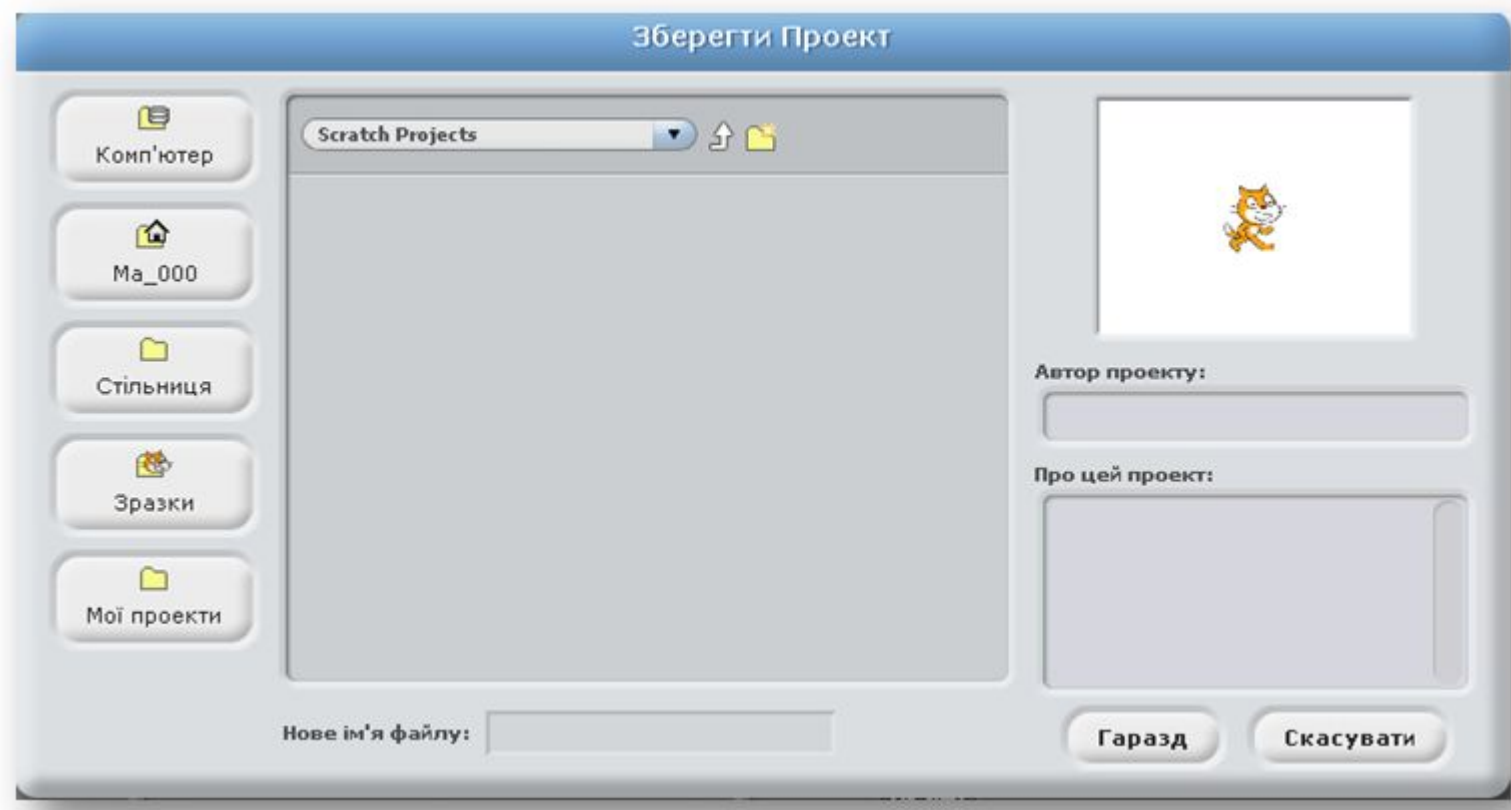 Зберегти Проект
Комп'ютер
Ma_000
Стільниця
Зразки
Мої проекти
Scratch Projects
Нове ім'я файлу:
Автор проекту:
Про цей проект:
Гаразд
Скасувати